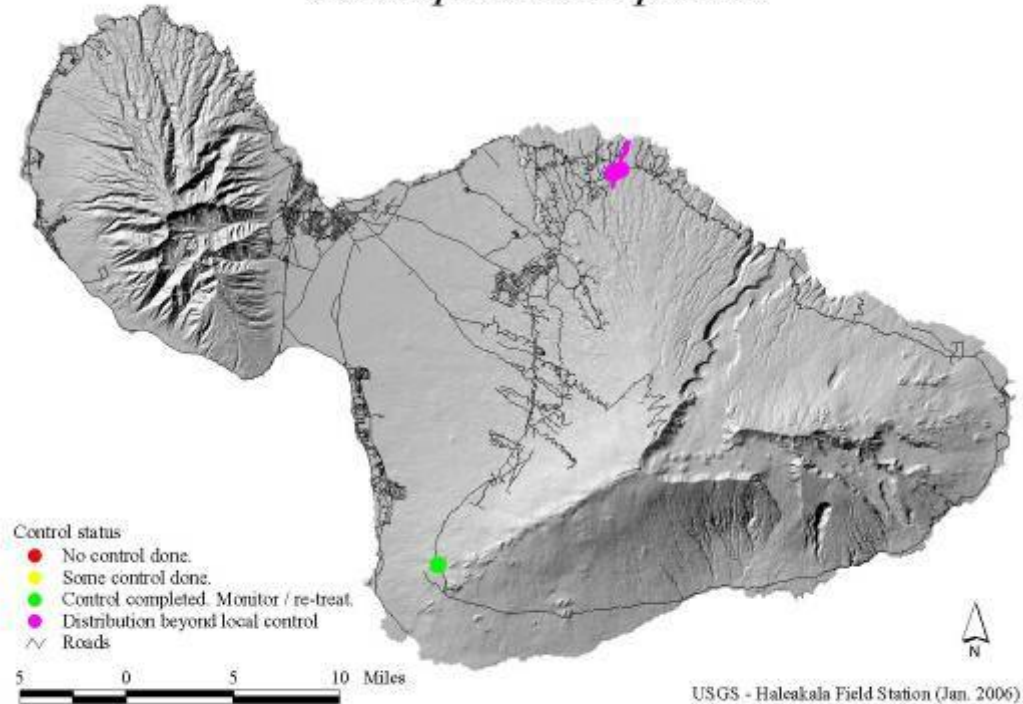 Control status
No control done.
Some control done.
Control completed. Monitor / re-treat.
Distribution beyond local control
Roads
5 0 5 10 Miles
N
USGS - Haleakala Field Station (Jan. 2006)